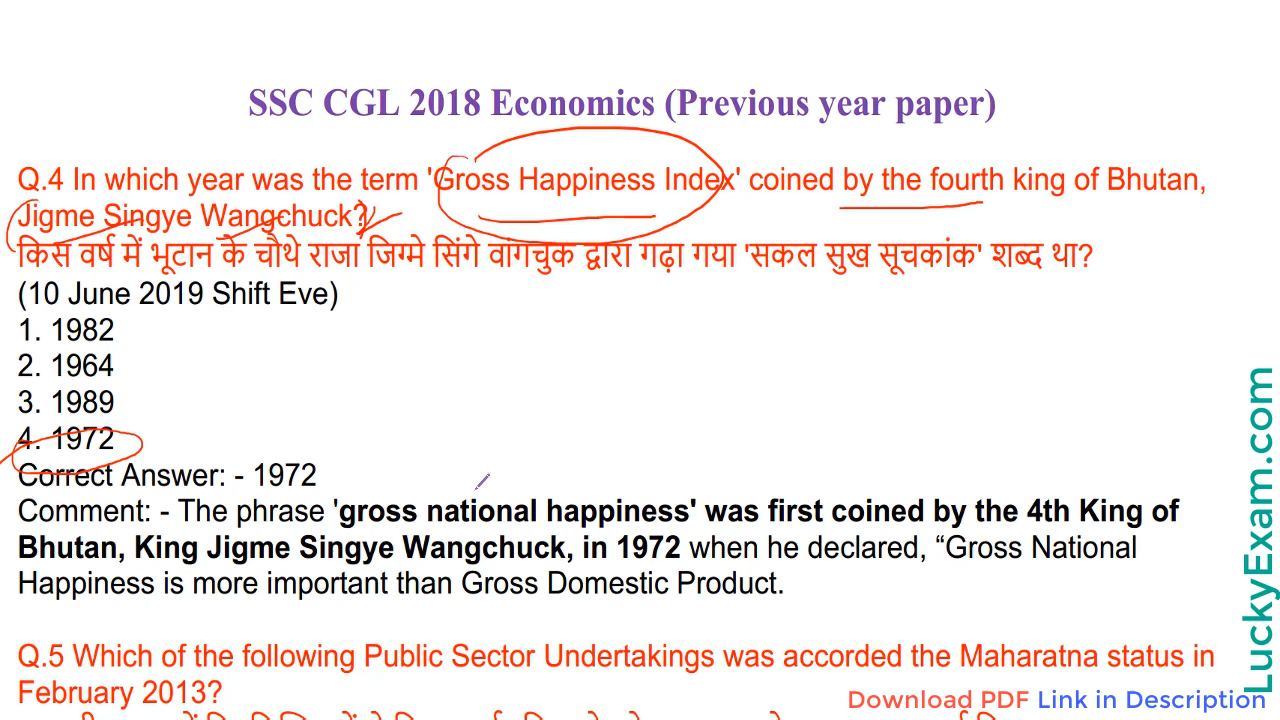 SSC CGL 2018 Economics (Previous year paper)
Q.4 In which year was the term 'Gross Happiness Index' coined by the fourth king of Bhutan,
Jigme Singye Wangchuck?
किस वर्ष में भूटान के चौथे राजा जिग्मे सिंगे वांगचुक द्वारा गढ़ा गया 'सकल सुख सूचकांक' शब्द था?
(10 June 2019 Shift Eve)
1. 1982
2. 1964
3. 1989
4. 1972
Correct Answer: - 1972
Comment: - The phrase 'gross national happiness' was first coined by the 4th King of
Bhutan, King Jigme Singye Wangchuck, in 1972 when he declared, “Gross National
Happiness is more important than Gross Domestic Product.
Q.5 Which of the following Public Sector Undertakings was accorded the Maharatna status in
February 2013?
Download PDF Link in Description
LuckyExam.com